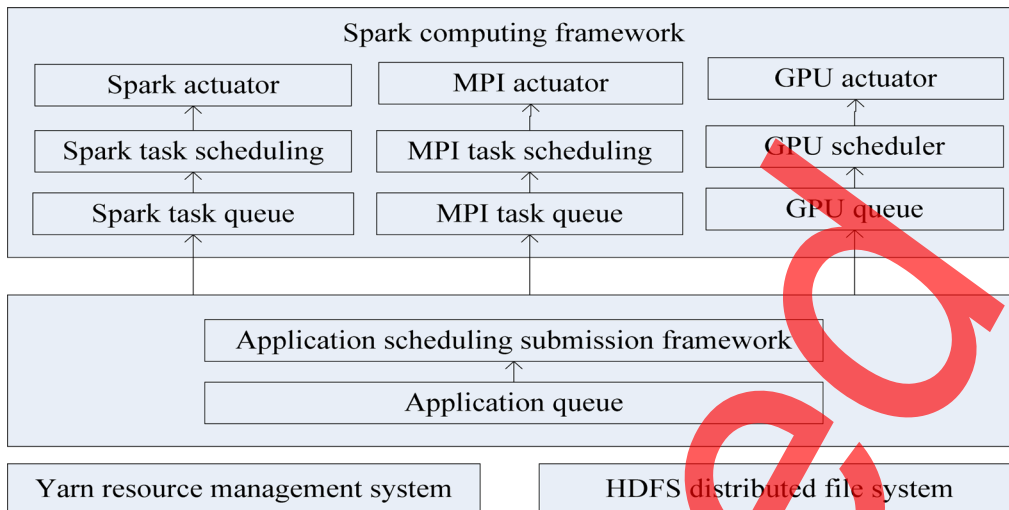 Spark computing framework
Spark actuator
MPI actuator
GPU actuator
Spark task scheduling
MPI task scheduling
GPU scheduler
Spark task queue
MPI task queue
GPU queue
Application scheduling submission framework
Application queue
Yarn resource management system
HDFS distributed file system